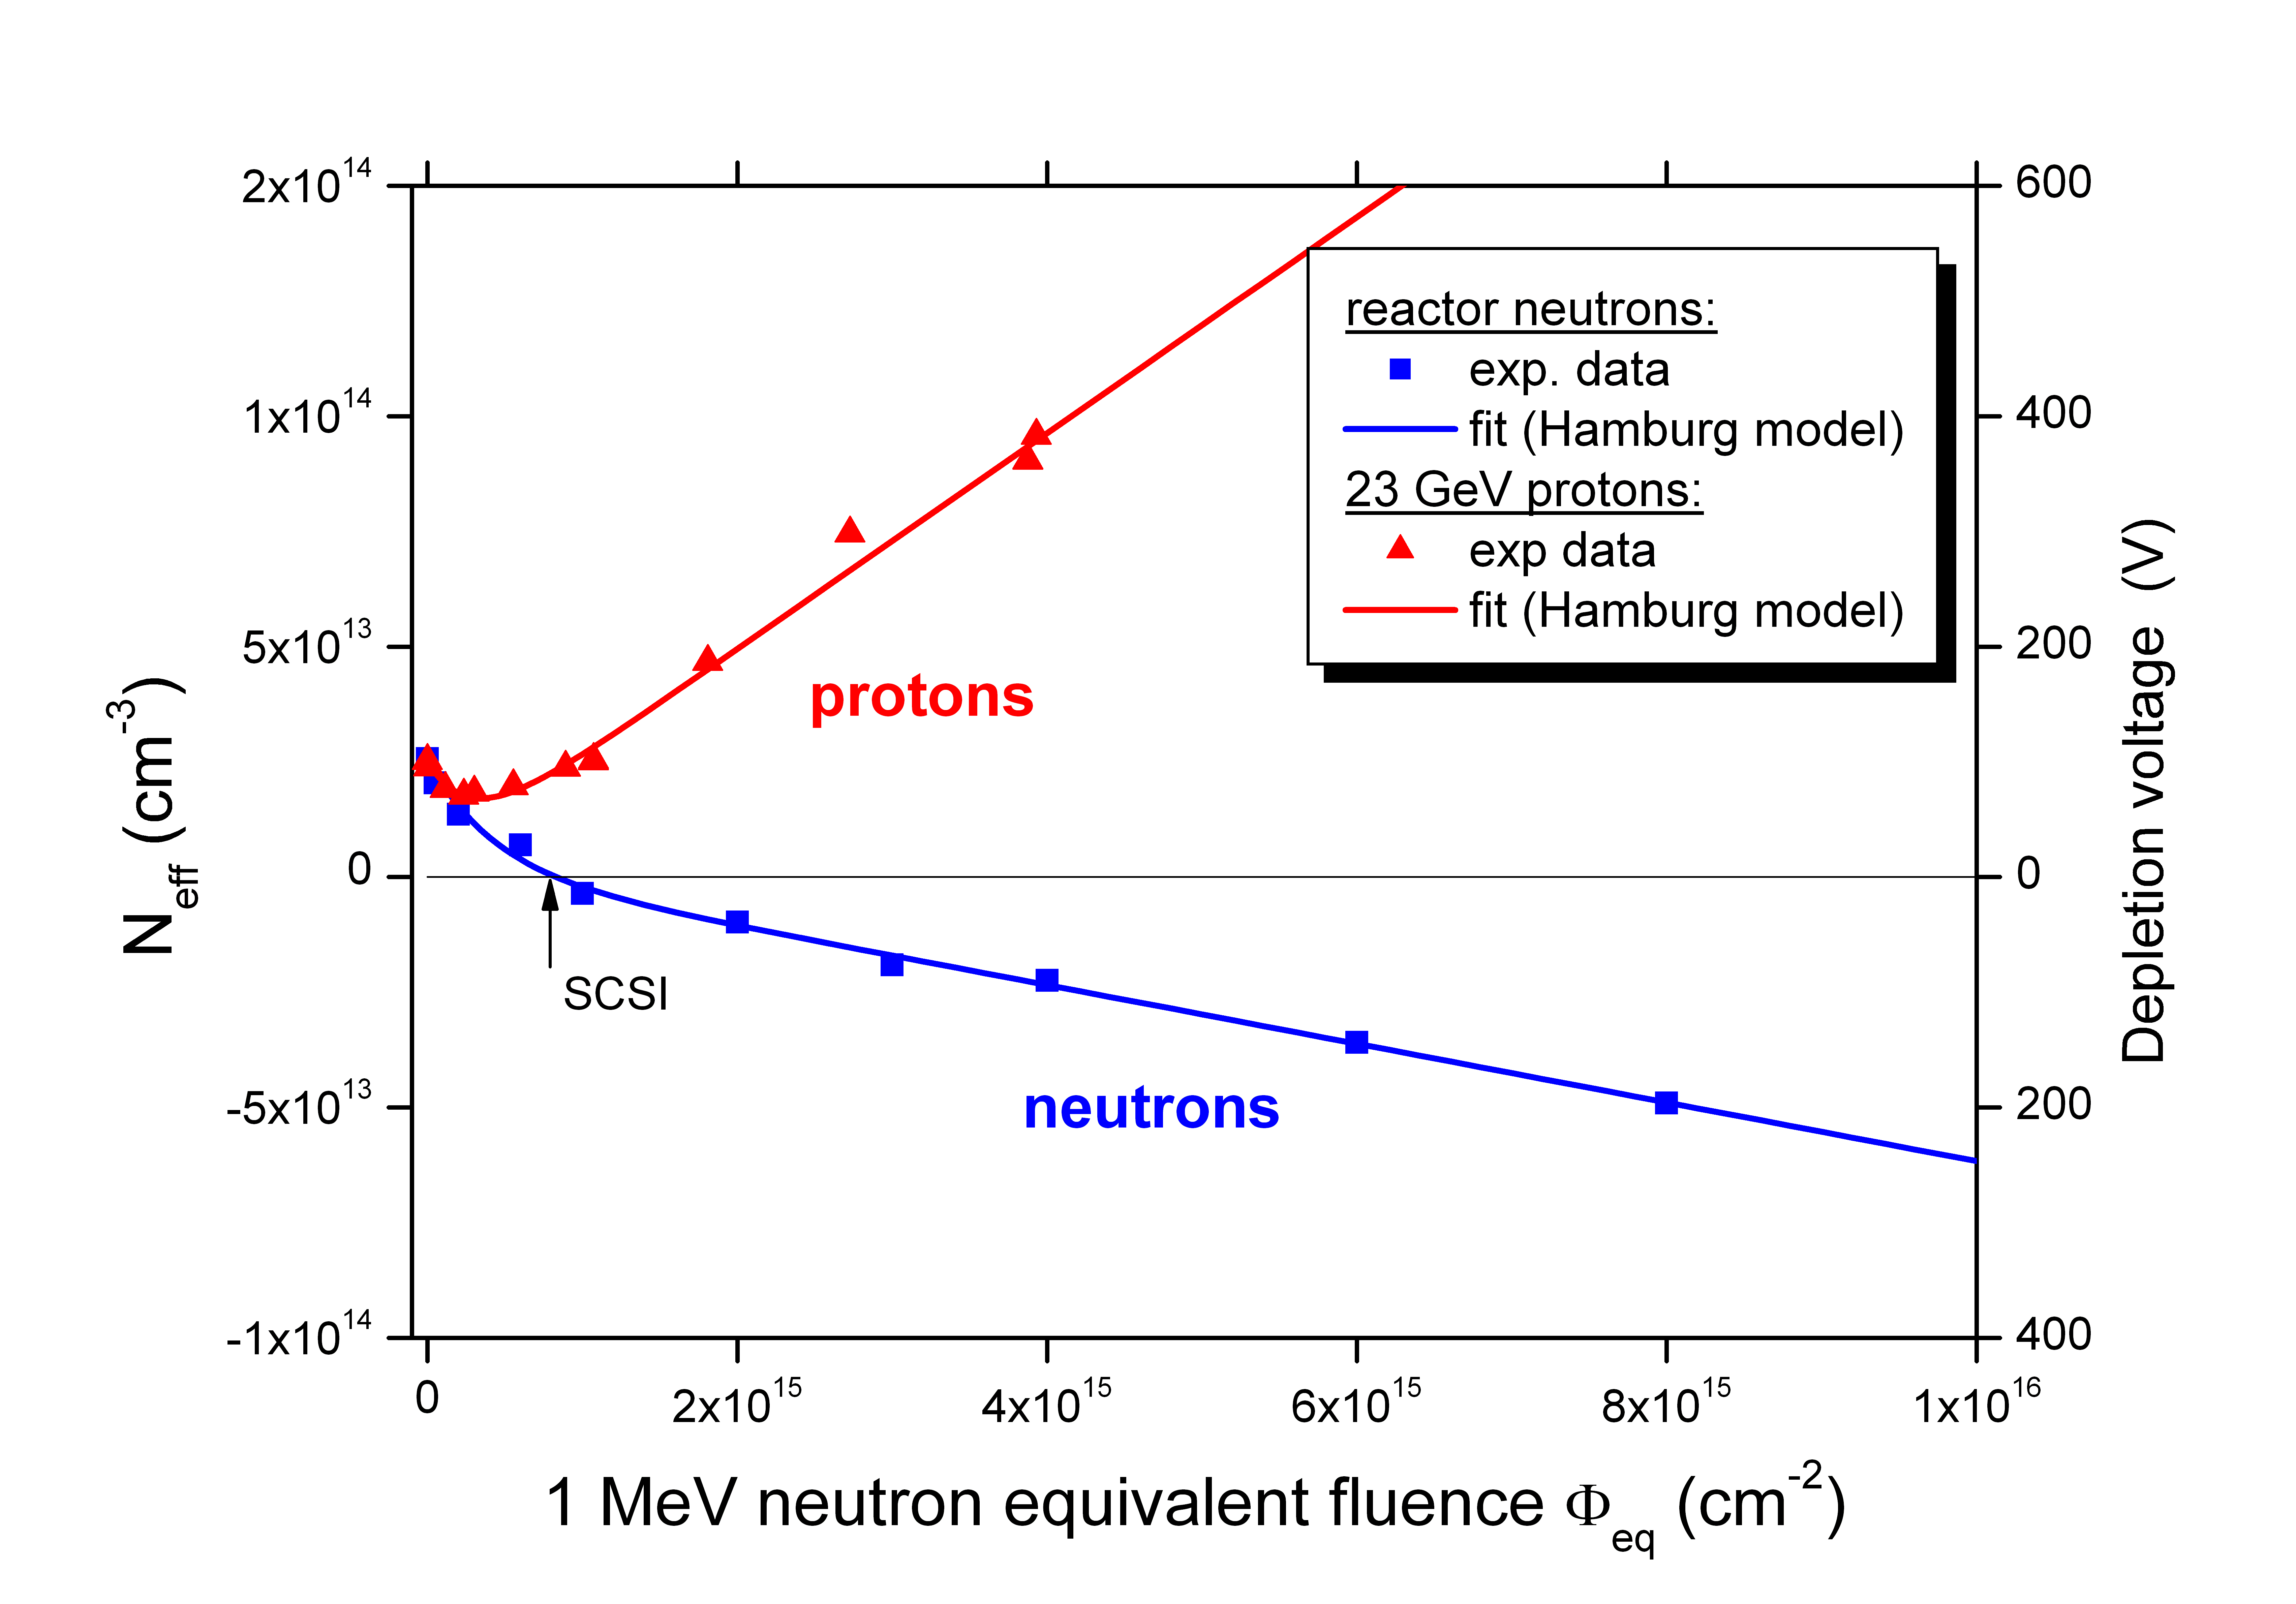 2x10^14
1x10^14
5x10^13
0
-5x10^13
-1x10^14
N_eff (cm^-3)
600
400
200
0
200
400
Depletion voltage (V)
reactor neutrons:
exp. data
fit (Hamburg model)
23 GeV protons:
exp data
fit (Hamburg model)
protons
SCSI
neutrons
0
2x10^15
4x10^15
6x10^15
8x10^15
1x10^16
1 MeV neutron equivalent fluence Φ_eq (cm^-2)